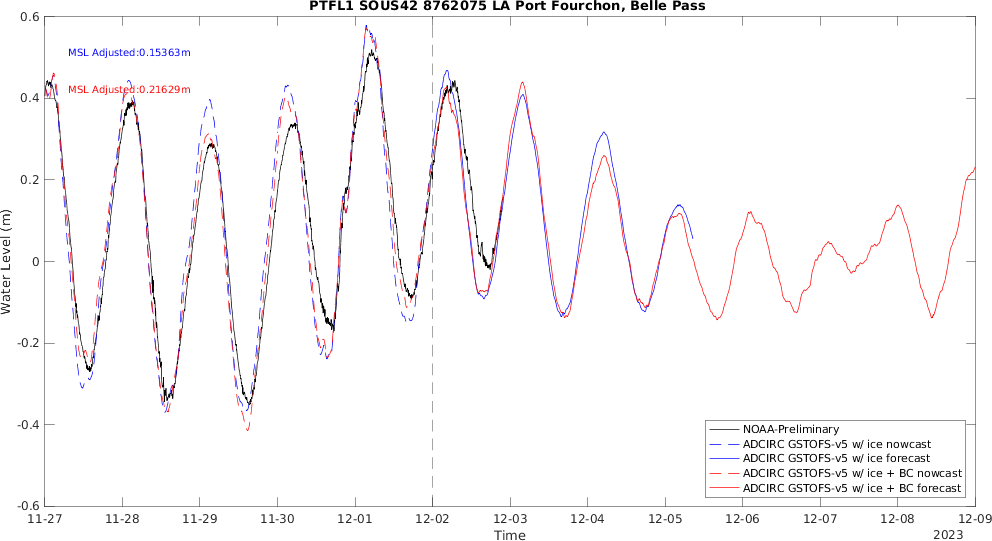 PTFL1 SOUS42 8762075 LA Port Fourchon, Belle Pass
MSL Adjusted:0.15363m
MSL Adjusted:0.21629m
Water Level (m)
0.6
0.4
0.2
0
-0.2
-0.4
-0.6
NOAA-Preliminary
ADCIRC GSTOFS-v5 w/ ice nowcast
ADCIRC GSTOFS-v5 w/ ice forecast
ADCIRC GSTOFS-v5 w/ ice + BC nowcast
ADCIRC GSTOFS-v5 w/ ice + BC forecast
11-27 11-28 11-29 11-30 12-01 12-02 12-03 12-04 12-05 12-06 12-07 12-08 12-09
Time
2023